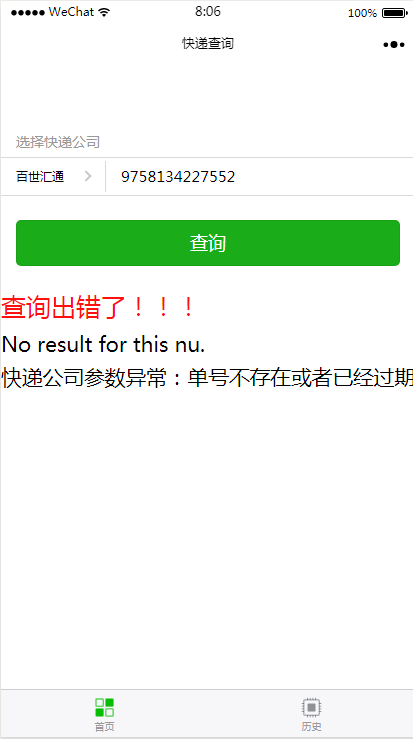 WeChat 8:06 100%
快递查询
选择快递公司
百世汇通 9758134227552
查询
查询出错了！！！
No result for this nu.
快递公司参数异常：单号不存在或者已经过期
首页 历史